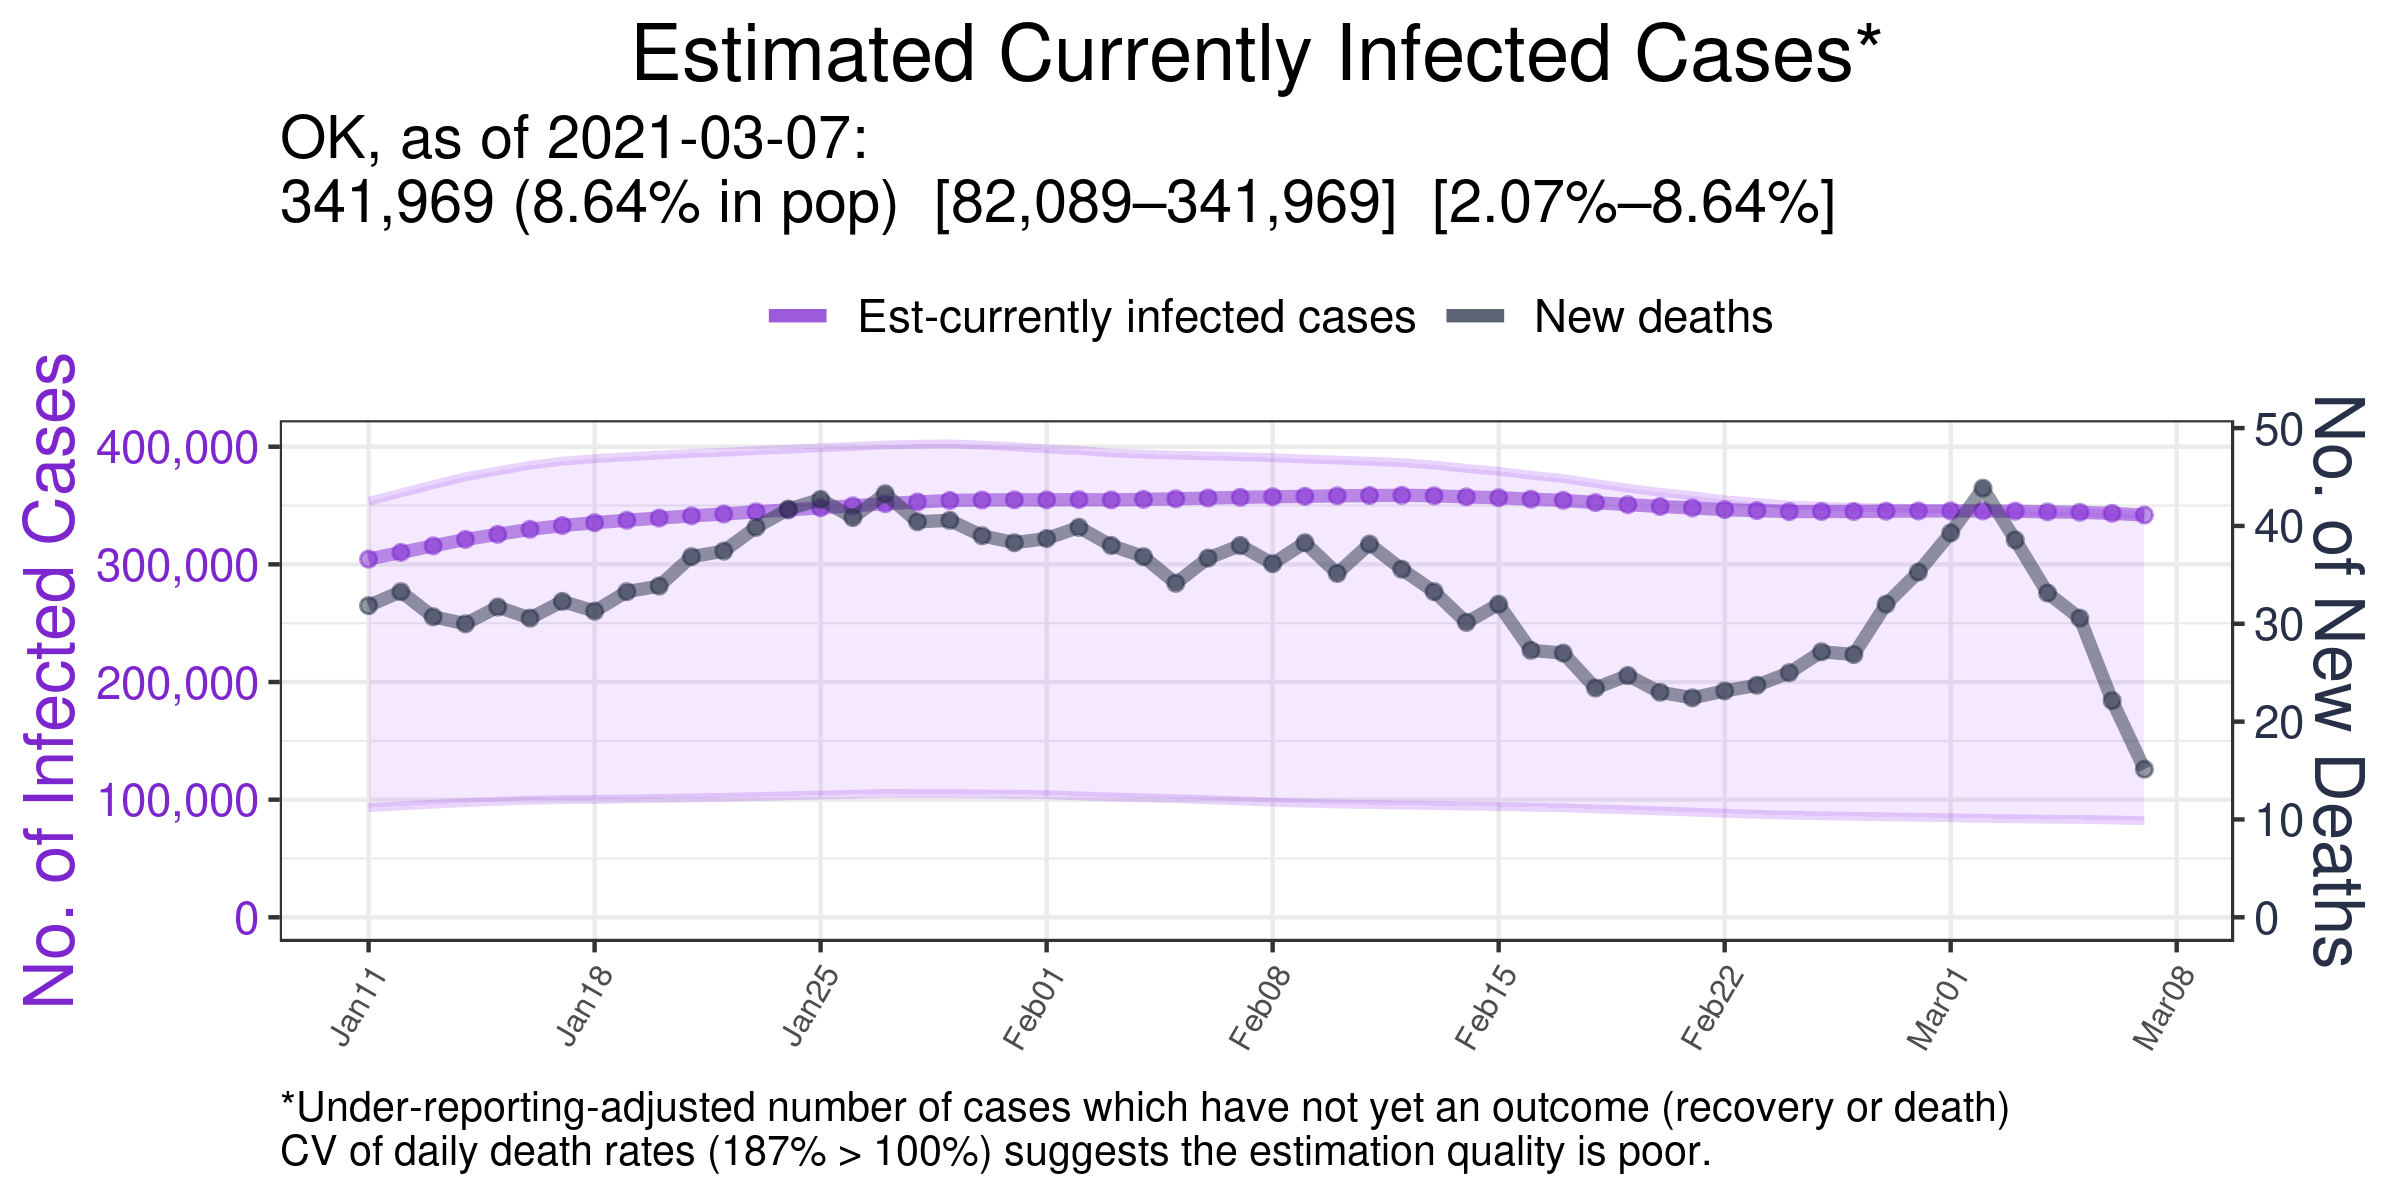 Estimated Currently Infected Cases*
OK, as of 2021-03-07:
341,969 (8.64% in pop)  [82,089–341,969]  [2.07%–8.64%]
Est-currently infected cases
New deaths
No. of Infected Cases
400,000
300,000
200,000
100,000
0
50
40
30
20
10
0
No. of New Deaths
Jan11
Jan18
Jan25
Feb01
Feb08
Feb15
Feb22
Mar01
Mar08
*Under-reporting-adjusted number of cases which have not yet an outcome (recovery or death)
CV of daily death rates (187% > 100%) suggests the estimation quality is poor.